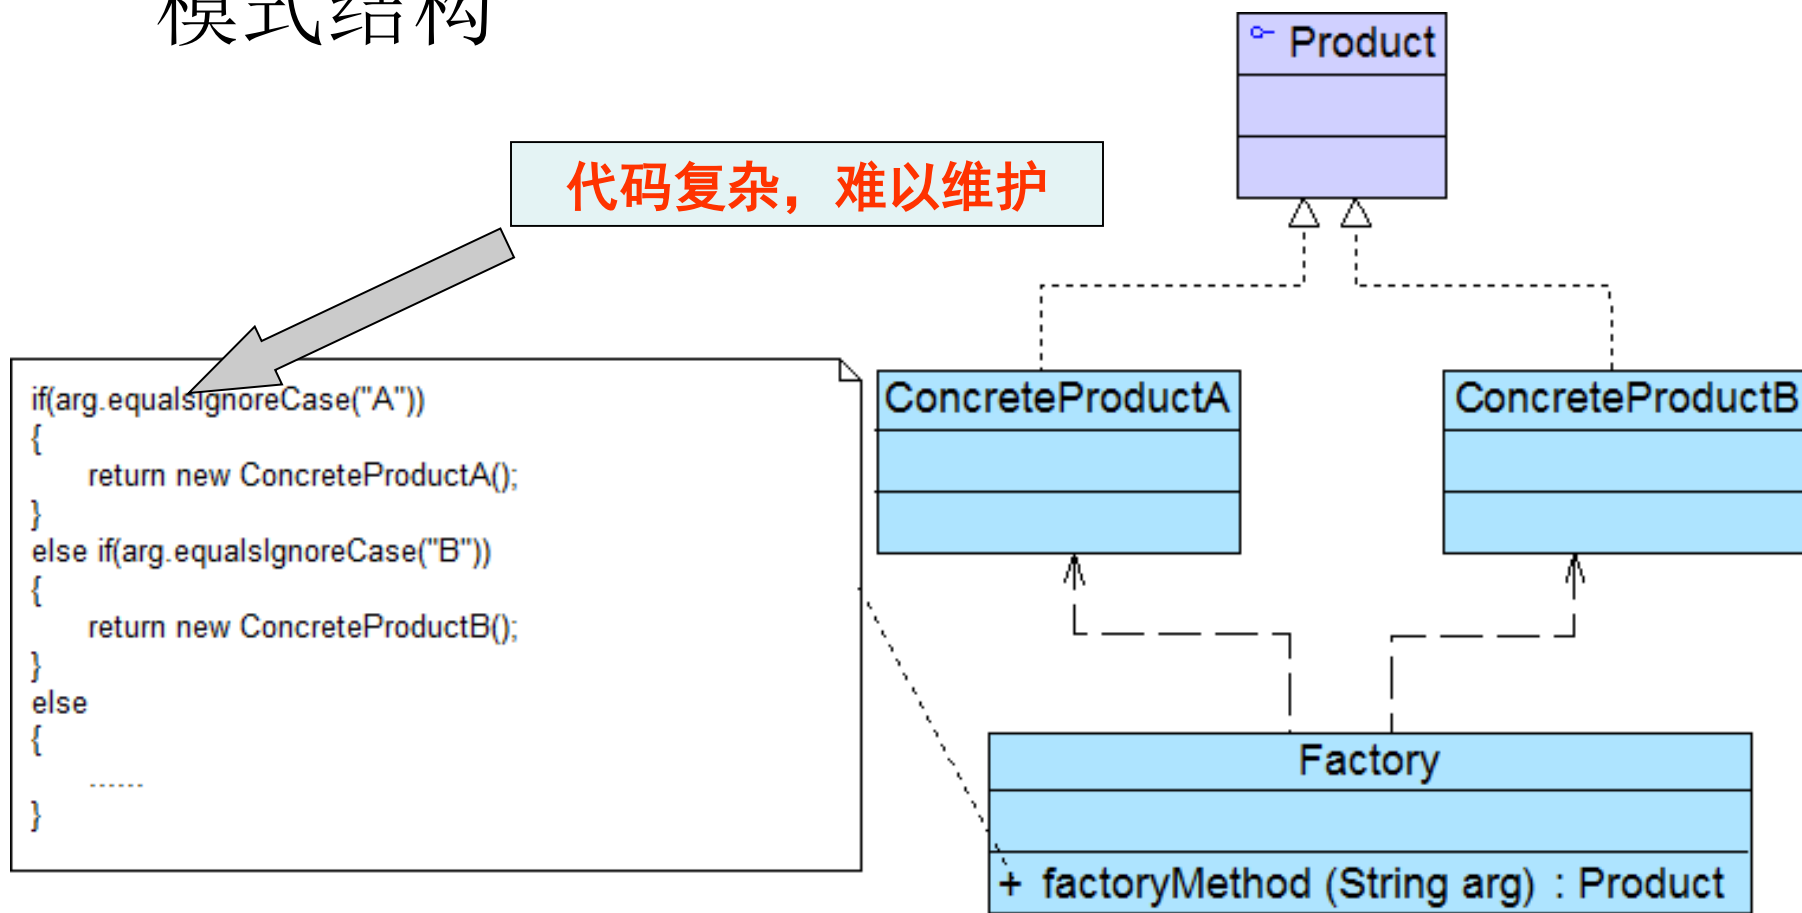 模式结构
Product
代码复杂，难以维护
if(arg.equalsIgnoreCase("A"))
{
return new ConcreteProductA();
}
else if(arg.equalsIgnoreCase("B"))
{
return new ConcreteProductB();
}
else
{
......
}
ConcreteProductA
ConcreteProductB
Factory
+ factoryMethod (String arg) : Product